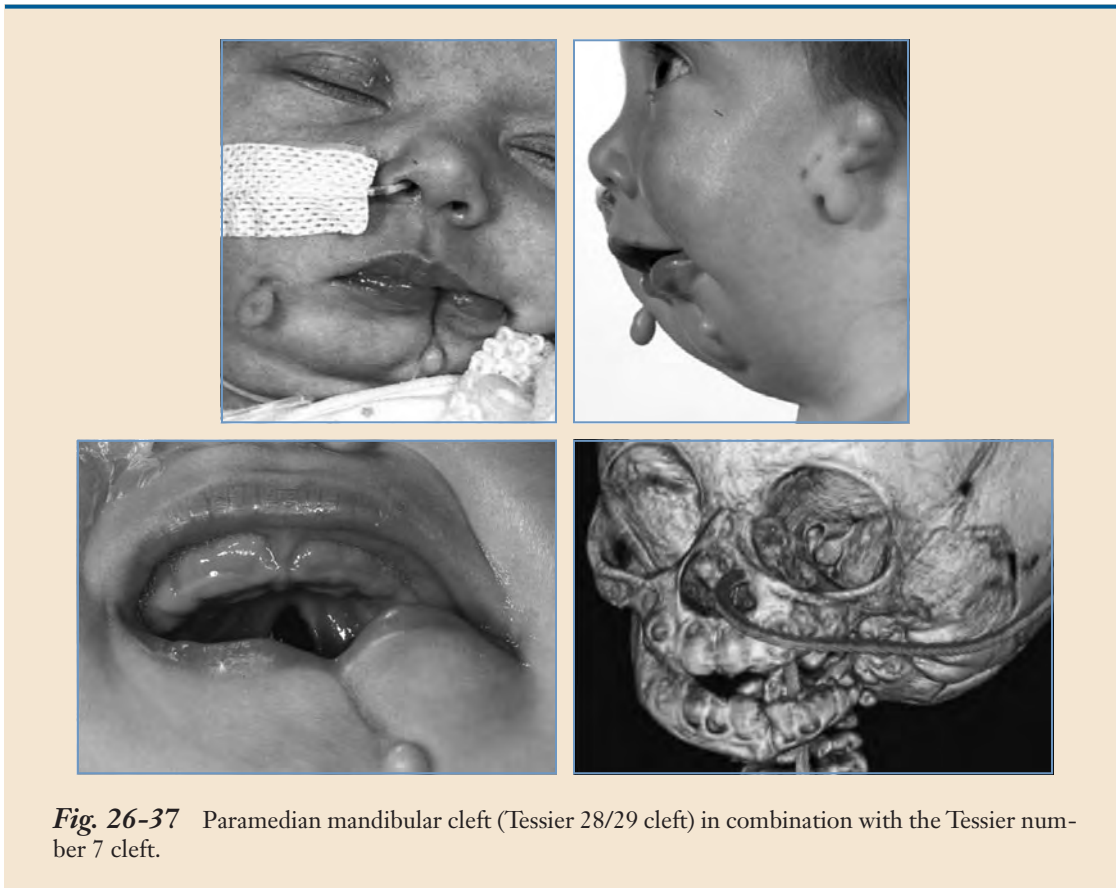 Fig. 26-37 Paramedian mandibular cleft (Tessier 28/29 cleft) in combination with the Tessier num-
ber 7 cleft.